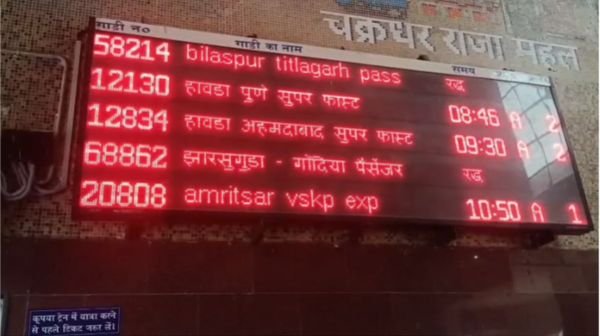 चक्रधर राजा महल
गाड़ी न० गाड़ी का नाम समय
58214 bilaspur titlagarh pass रद्द
12130 हावडा पुणे सुपर फास्ट 08:46 A 2
12834 हावडा अहमदाबाद सुपर फास्ट 09:30 A 2
68862 झारसुगुडा - गोंदिया पैसेंजर रद्द
20808 amritsar vskp exp 10:50 A 1
कृपया ट्रेन में यात्रा करने
से पहले टिकट जरूर लें।